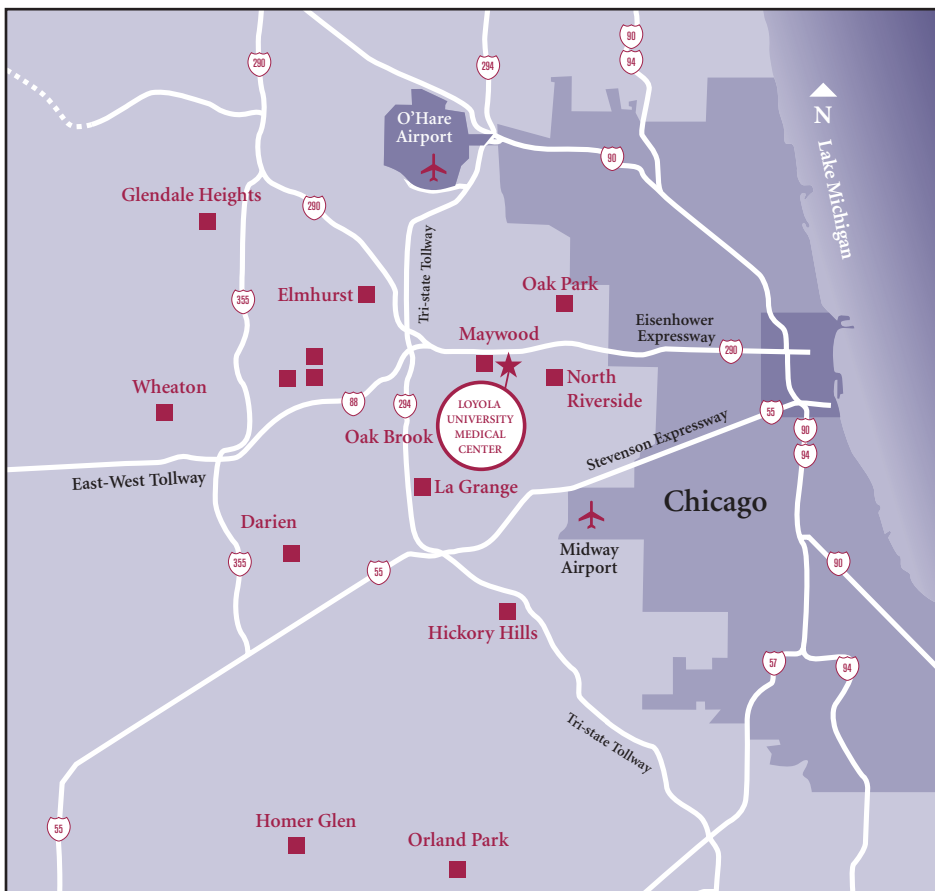 90
290
294
94
N
O'Hare
Airport
Lake Michigan
90
Glendale Heights
290
Tri-state Tollway
355
Elmhurst
Oak Park
Eisenhower
Expressway
Maywood
290
Wheaton
88
294
North
Riverside
55
LOYOLA
UNIVERSITY
MEDICAL
CENTER
Oak Brook
90
94
Stevenson Expressway
East-West Tollway
La Grange
Chicago
Darien
Midway
Airport
355
55
90
Hickory Hills
57
94
Tri-state Tollway
55
Homer Glen
Orland Park